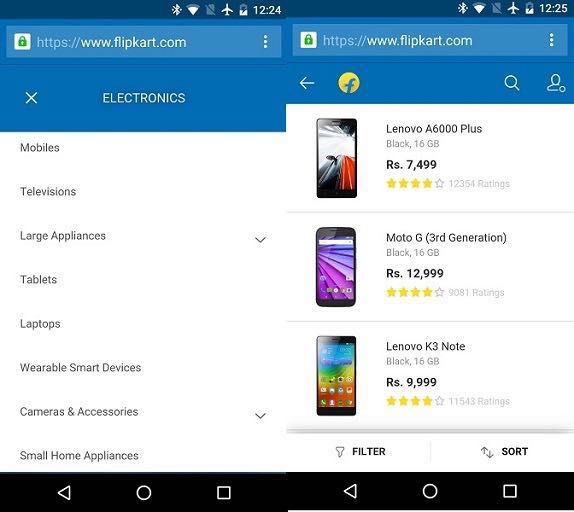 12:24
https://www.flipkart.com
ELECTRONICS
Mobiles
Televisions
Large Appliances
Tablets
Laptops
Wearable Smart Devices
Cameras & Accessories
Small Home Appliances
12:25
https://www.flipkart.com
Lenovo A6000 Plus
Black, 16 GB
Rs. 7,499
12354 Ratings
Moto G (3rd Generation)
Black, 16 GB
Rs. 12,999
9081 Ratings
Lenovo K3 Note
Black, 16 GB
Rs. 9,999
11543 Ratings
FILTER
SORT